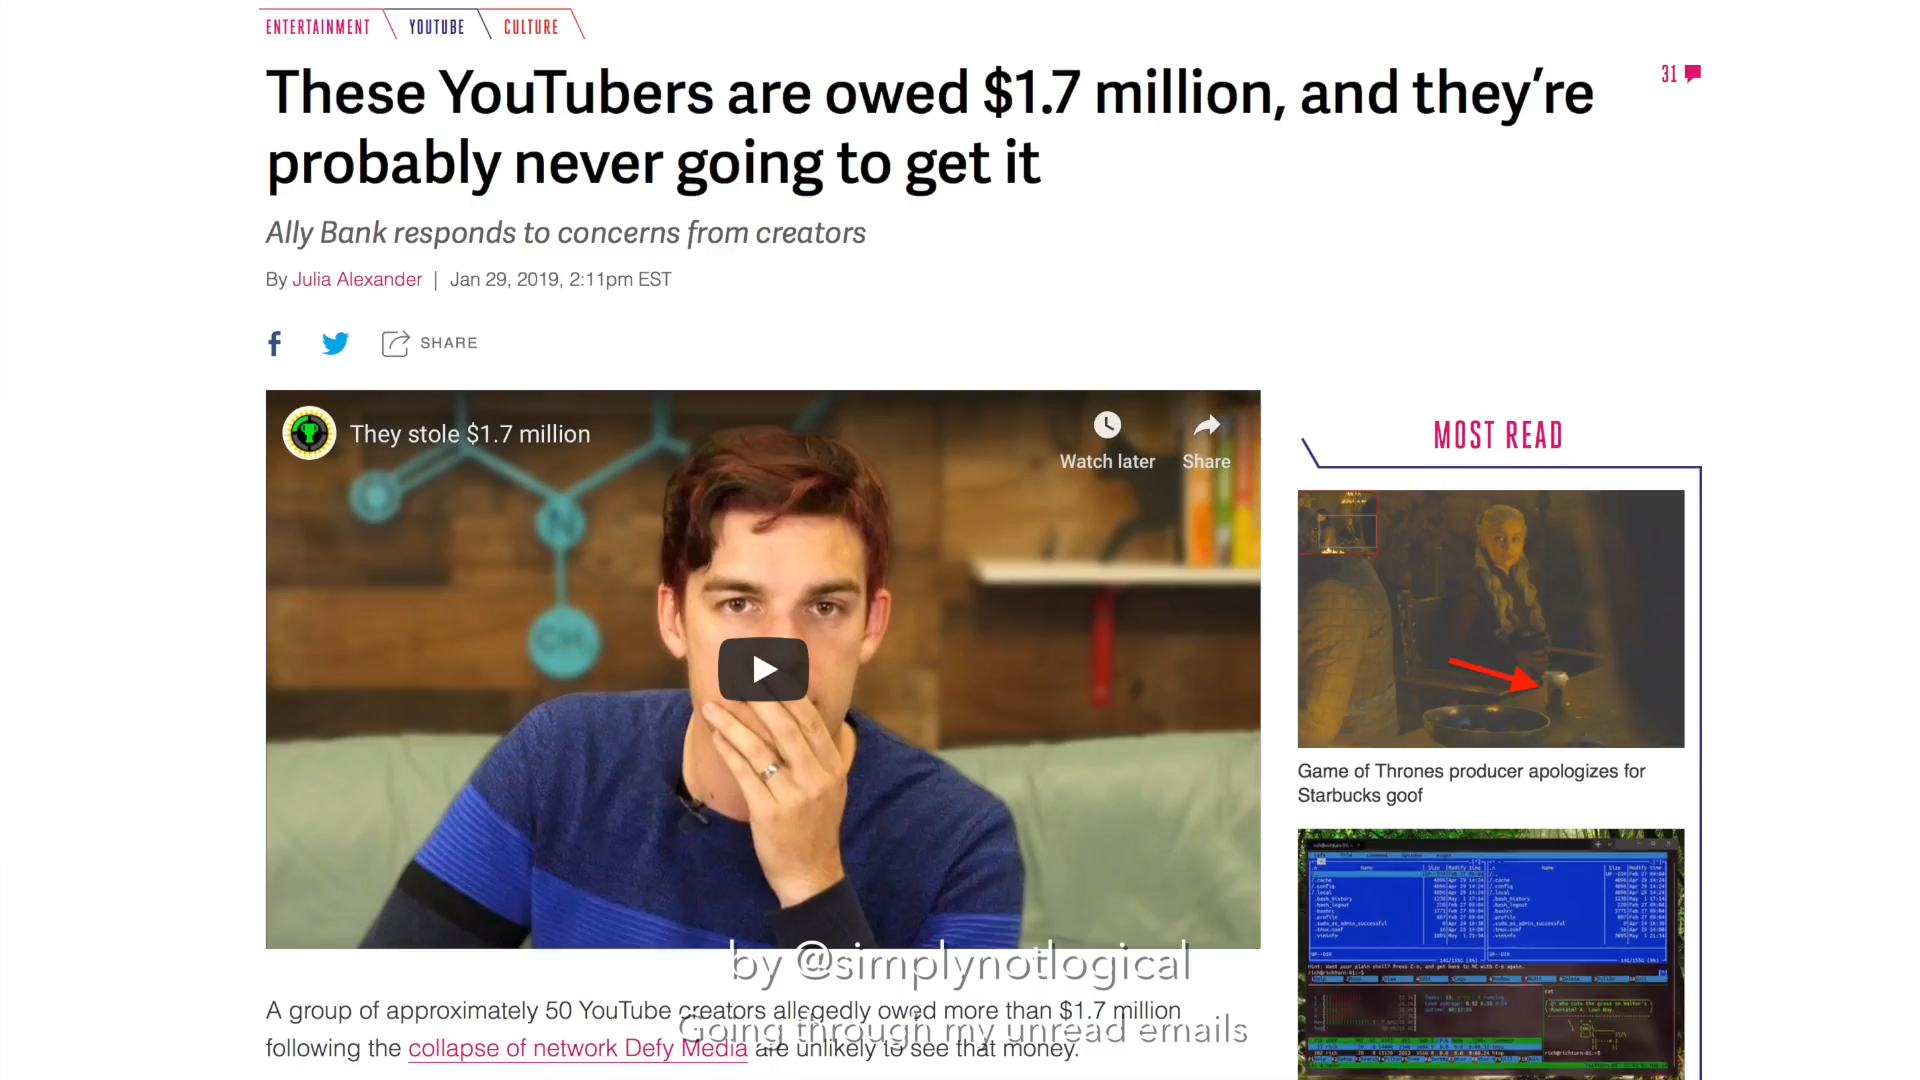 ENTERTAINMENT YOUTUBE CULTURE
These YouTubers are owed $1.7 million, and they're
probably never going to get it
31
Ally Bank responds to concerns from creators
By Julia Alexander | Jan 29, 2019, 2:11pm EST
SHARE
They stole $1.7 million
Watch later Share
N
CH
by @simplynotlogical
A group of approximately 50 YouTube creators allegedly owed more than $1.7 million
Going through my unread emails
following the collapse of network Defy Media are unlikely to see that money.
MOST READ
Game of Thrones producer apologizes for
Starbucks goof